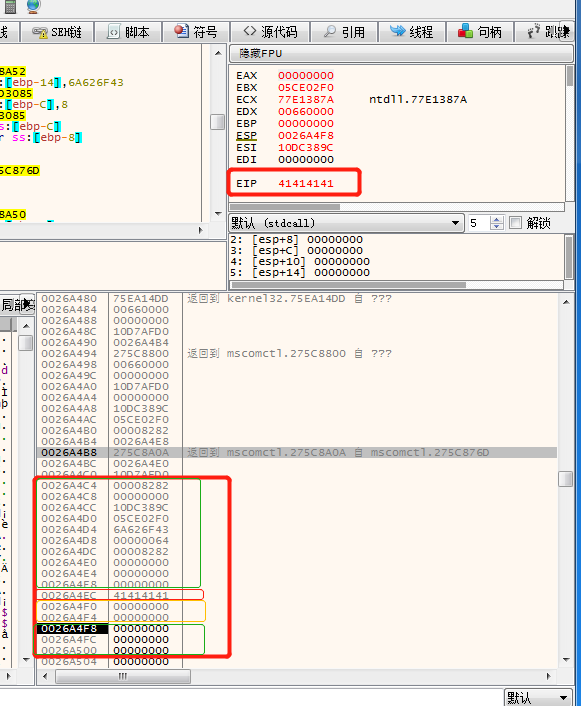 线 SEH链 脚本 符号 源代码 引用 线程 句柄 跟踪
隐藏FPU
8A52
:[ebp-14],6A626F43
03085
:[ebp-C],8
03085
s:[ebp-C]
r ss:[ebp-8]
5C876D
8A50
EAX 00000000
EBX 05CE02F0
ECX 77E1387A ntdll.77E1387A
EDX 00660000
EBP 00000000
ESP 0026A4F8
ESI 10DC389C
EDI 00000000
EIP 41414141
默认 (stdcall) 5 解锁
2: [esp+8] 00000000
3: [esp+C] 00000000
4: [esp+10] 00000000
5: [esp+14] 00000000
局部
0026A480 75EA14DD 返回到 kernel32.75EA14DD 自 ???
0026A484 00660000
0026A488 00000000
0026A48C 10D7AFD0
0026A490 0026A4B4
0026A494 275C8800 返回到 mscomctl.275C8800 自 ???
0026A498 00660000
0026A49C 00000000
0026A4A0 10D7AFD0
0026A4A4 00000000
0026A4A8 10DC389C
0026A4AC 05CE02F0
0026A4B0 00008282
0026A4B4 0026A4E8
0026A4B8 275C8A0A 返回到 mscomctl.275C8A0A 自 mscomctl.275C876D
0026A4BC 0026A4E0
0026A4C0 10D7AFD0
0026A4C4 00008282
0026A4C8 00000000
0026A4CC 10DC389C
0026A4D0 05CE02F0
0026A4D4 6A626F43
0026A4D8 00000064
0026A4DC 00008282
0026A4E0 00000000
0026A4E4 00000000
0026A4E8 00000000
0026A4EC 41414141
0026A4F0 00000000
0026A4F4 00000000
0026A4F8 00000000
0026A4FC 00000000
0026A500 00000000
0026A504 00000000
默认